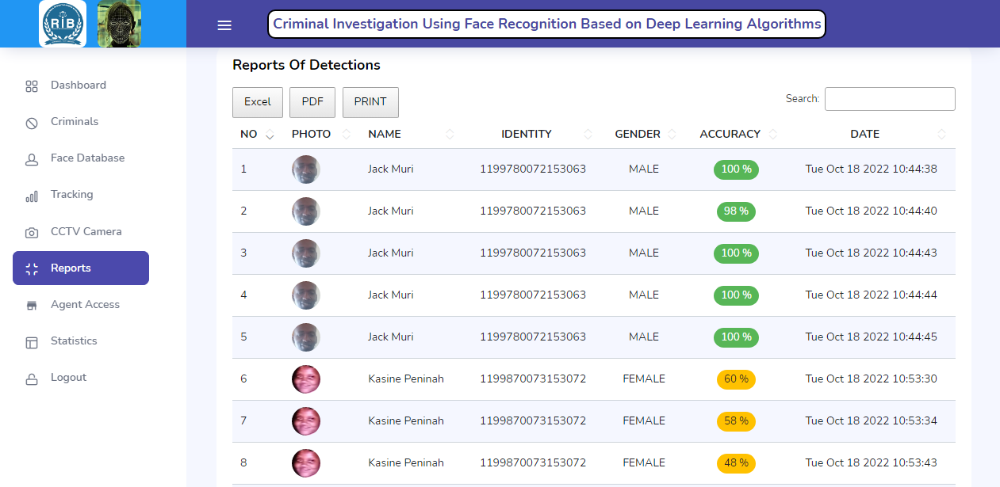 RIB
Criminal Investigation Using Face Recognition Based on Deep Learning Algorithms
Dashboard
Criminals
Face Database
Tracking
CCTV Camera
Reports
Agent Access
Statistics
Logout
Reports Of Detections
Excel PDF PRINT Search:
NO PHOTO NAME IDENTITY GENDER ACCURACY DATE
1 Jack Muri 1199780072153063 MALE 100 % Tue Oct 18 2022 10:44:38
2 Jack Muri 1199780072153063 MALE 98 % Tue Oct 18 2022 10:44:40
3 Jack Muri 1199780072153063 MALE 100 % Tue Oct 18 2022 10:44:43
4 Jack Muri 1199780072153063 MALE 100 % Tue Oct 18 2022 10:44:44
5 Jack Muri 1199780072153063 MALE 100 % Tue Oct 18 2022 10:44:45
6 Kasine Peninah 1199870073153072 FEMALE 60 % Tue Oct 18 2022 10:53:30
7 Kasine Peninah 1199870073153072 FEMALE 58 % Tue Oct 18 2022 10:53:34
8 Kasine Peninah 1199870073153072 FEMALE 48 % Tue Oct 18 2022 10:53:43